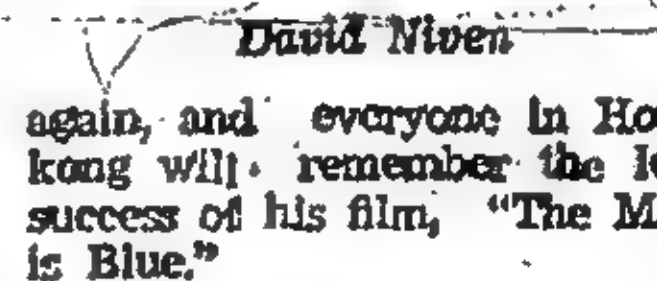 David Niven
again, and everyone in Ho
kong will remember the
success of his film, "The M
is Blue."